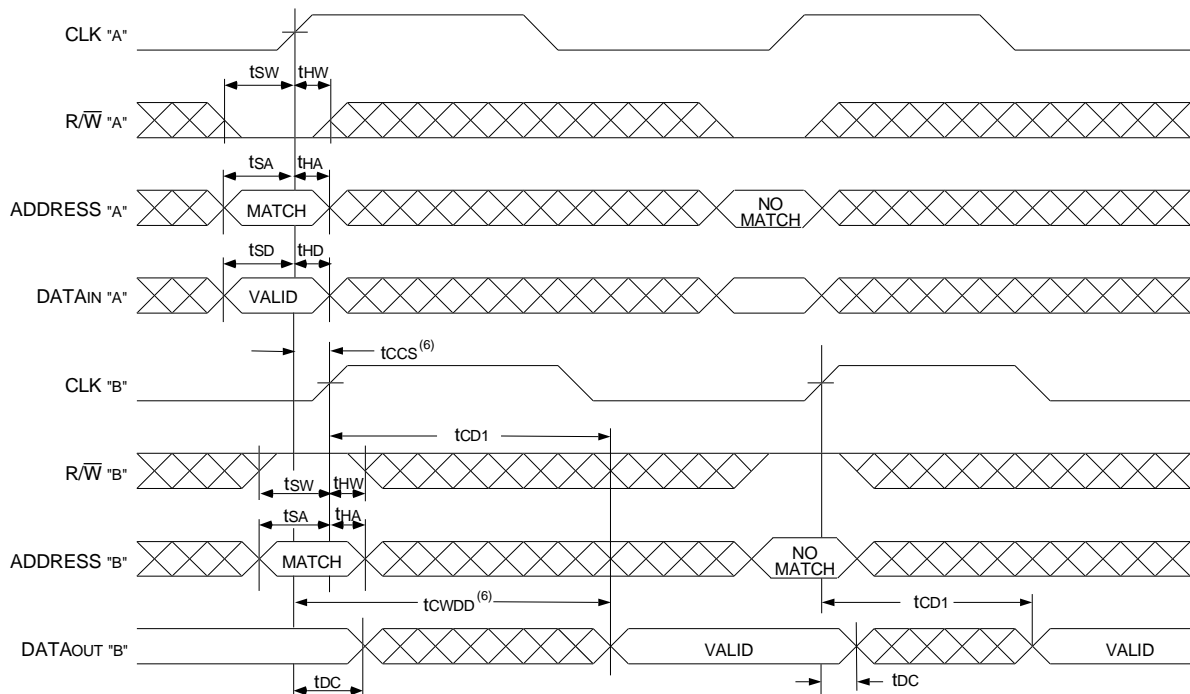 CLK "A"
tSW tHW
R/W̅ "A"
tSA tHA
ADDRESS "A" MATCH NO MATCH
tSD tHD
DATAIN "A" VALID
tCCS(6)
CLK "B"
tCD1
R/W̅ "B"
tSW tHW
tSA tHA
ADDRESS "B" MATCH NO MATCH
tCWDD(6) tCD1
DATAOUT "B" VALID VALID
tDC tDC